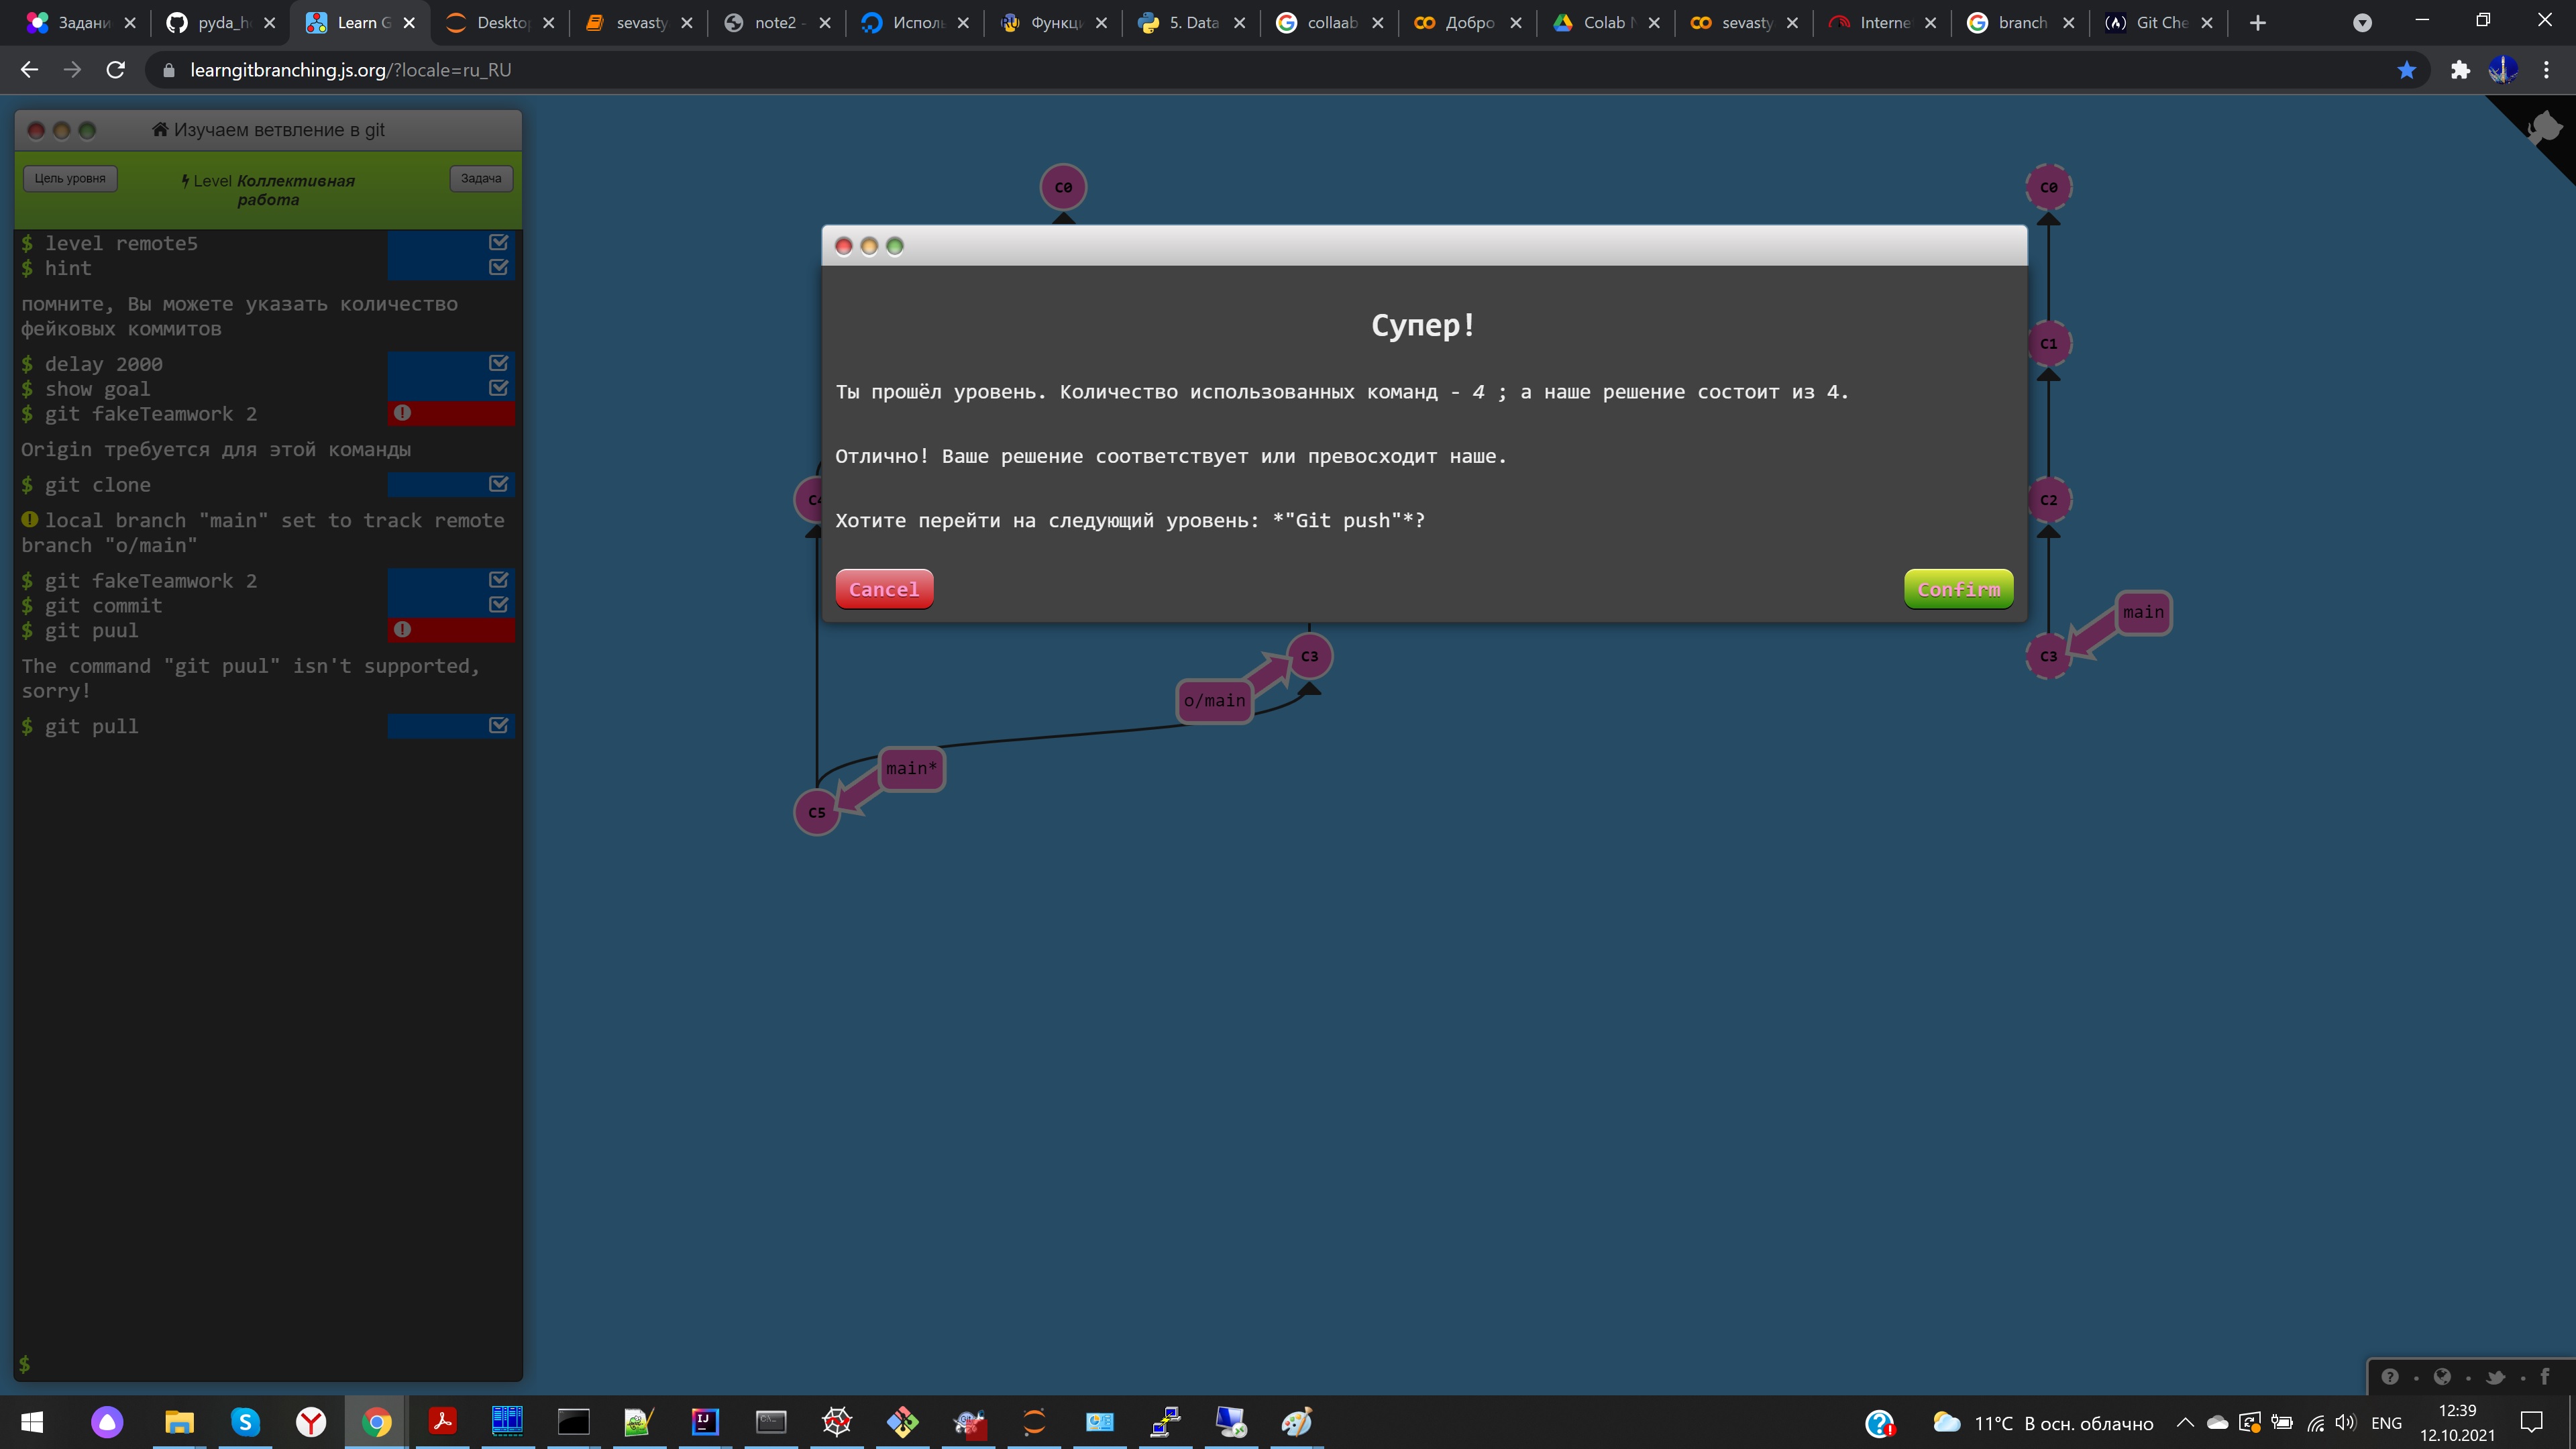 Задани
pyda_h
Learn G
Deskto
sevasty
note2 -
Исполь
Функц
5. Data
collaab
Добро
Colab
sevasty
Interne
branch
Git Che
learngitbranching.js.org/?locale=ru_RU
Изучаем ветвление в git
Цель уровня
Level Коллективная
работа
Задача
$ level remote5
$ hint
помните, Вы можете указать количество
фейковых коммитов
$ delay 2000
$ show goal
$ git fakeTeamwork 2
Origin требуется для этой команды
$ git clone
local branch "main" set to track remote
branch "o/main"
$ git fakeTeamwork 2
$ git commit
$ git puul
The command "git puul" isn't supported,
sorry!
$ git pull
$
C0
C0
Супер!
Ты прошёл уровень. Количество использованных команд - 4 ; а наше решение состоит из 4.
Отлично! Ваше решение соответствует или превосходит наше.
Хотите перейти на следующий уровень: *"Git push"*?
Cancel
Confirm
C1
C2
C3
main
C3
o/main
main*
C5
11°C В осн. облачно
ENG
12:39
12.10.2021